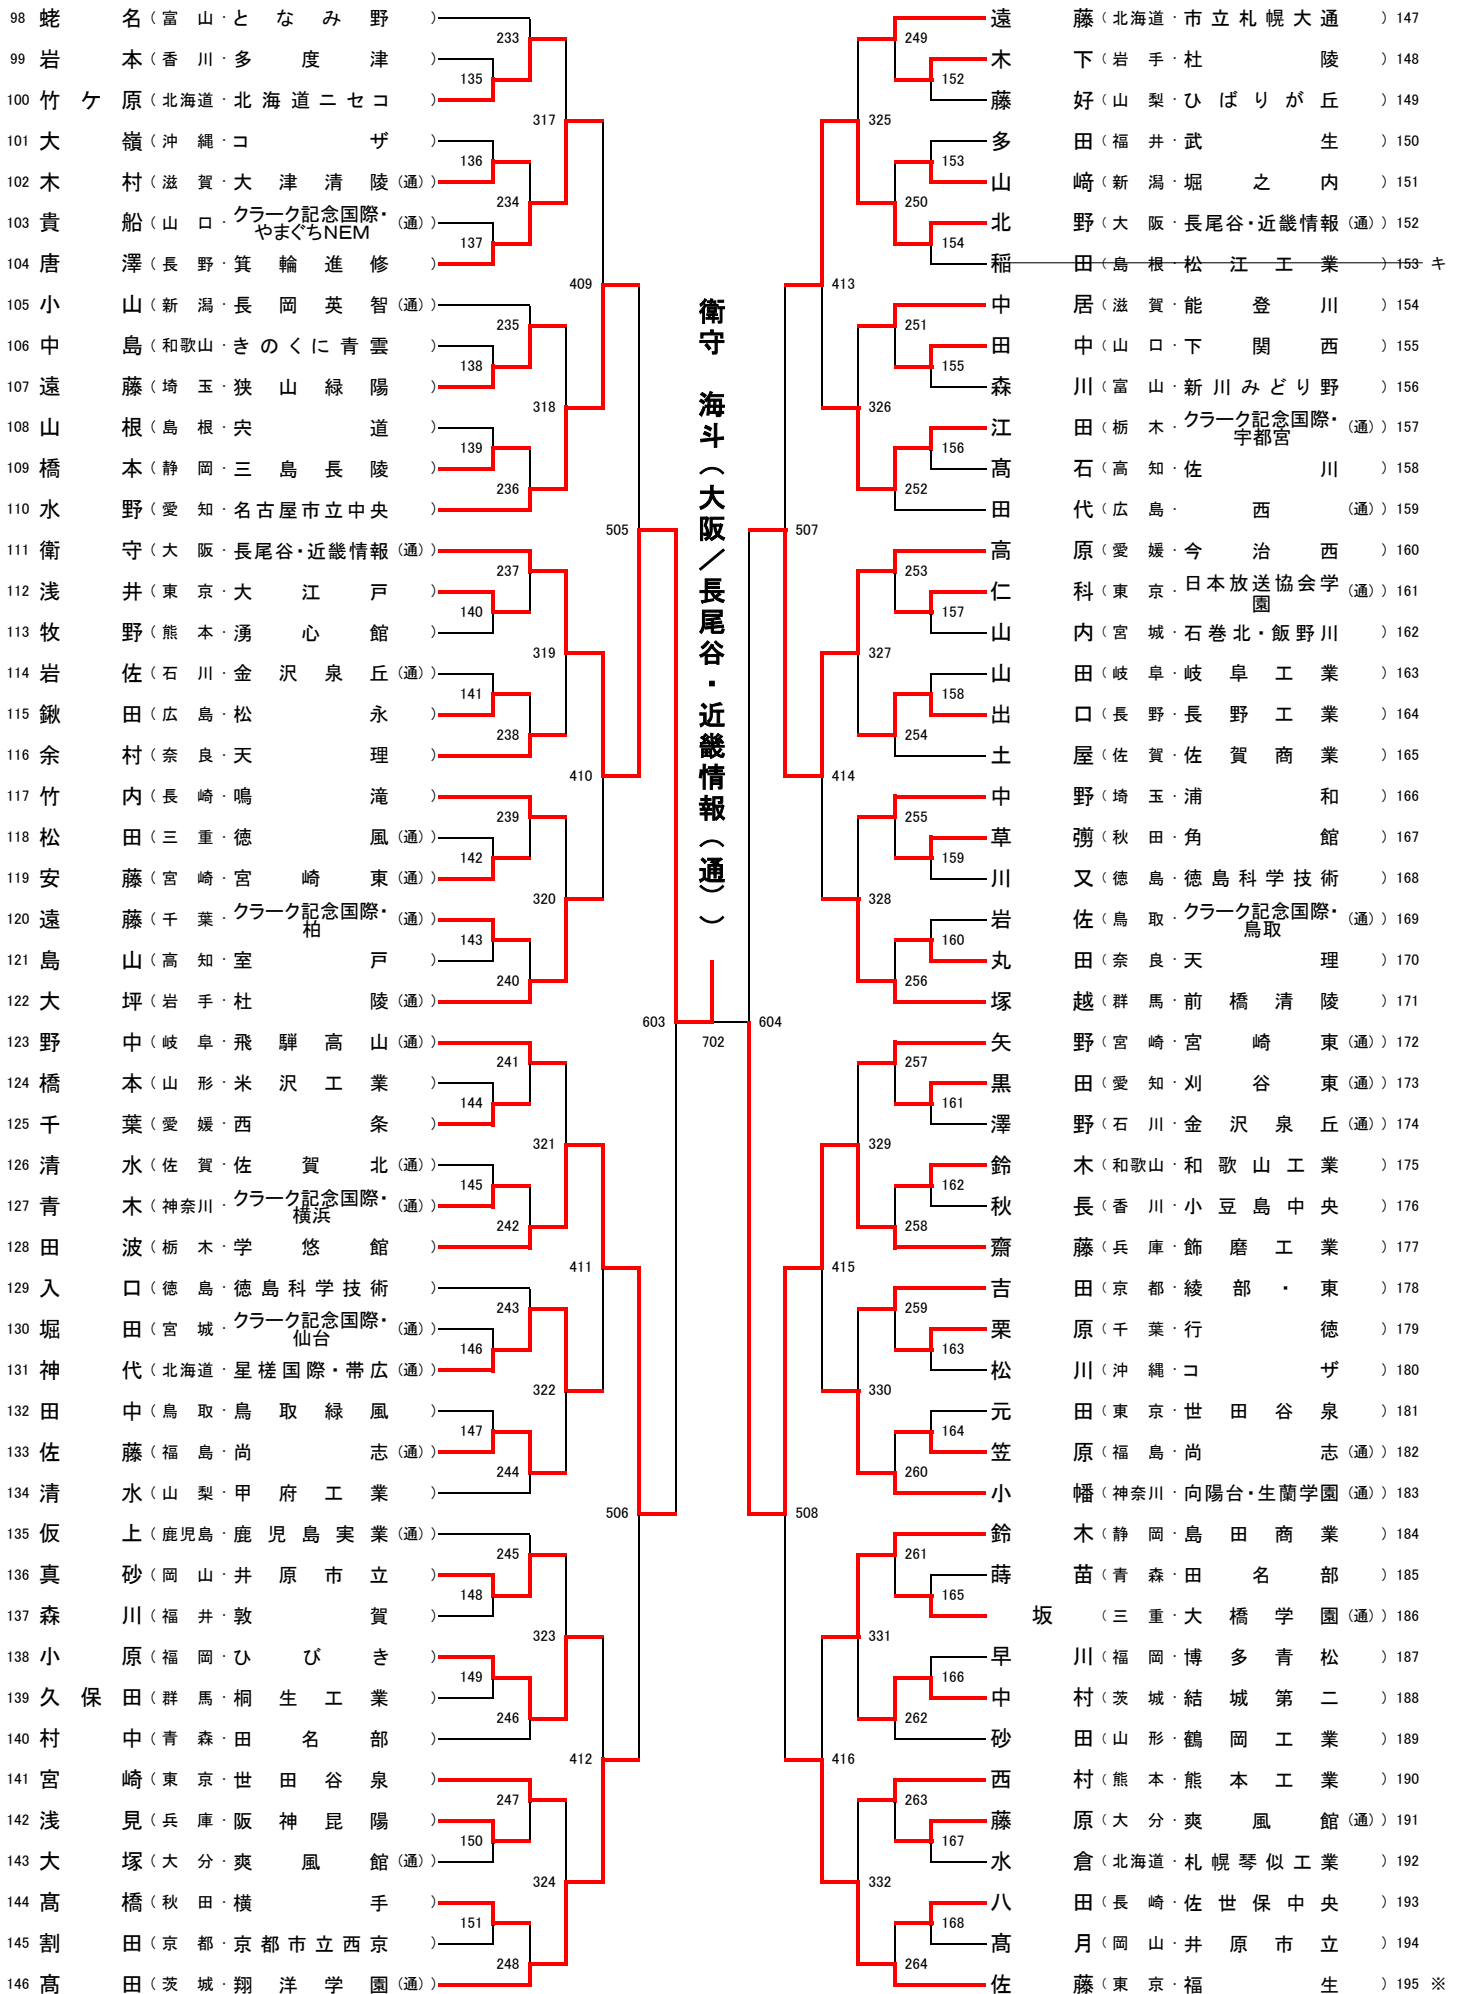 98 蛯名（富山・となみ野）
99 岩本（香川・多度津）
100 竹ケ原（北海道・北海道ニセコ）
101 大嶺（沖縄・コザ）
102 木村（滋賀・大津清陵(通)）
103 貴船（山口・クラーク記念国際・やまぐちNEM(通)）
104 唐澤（長野・箕輪進修）
105 小山（新潟・長岡英智(通)）
106 中島（和歌山・きのくに青雲）
107 遠藤（埼玉・狭山緑陽）
108 山根（島根・宍道）
109 橋本（静岡・三島長陵）
110 水野（愛知・名古屋市立中央）
111 衛守（大阪・長尾谷・近畿情報(通)）
112 浅井（東京・大江戸）
113 牧野（熊本・湧心館）
114 岩佐（石川・金沢泉丘(通)）
115 鍬田（広島・松永）
116 余村（奈良・天理）
117 竹内（長崎・鳴滝）
118 松田（三重・徳風(通)）
119 安藤（宮崎・宮崎東(通)）
120 遠藤（千葉・クラーク記念国際・柏(通)）
121 島山（高知・室戸）
122 大坪（岩手・杜陵(通)）
123 野中（岐阜・飛騨高山(通)）
124 橋本（山形・米沢工業）
125 千葉（愛媛・西条）
126 清水（佐賀・佐賀北(通)）
127 青木（神奈川・クラーク記念国際・横浜(通)）
128 田波（栃木・学悠館）
129 入口（徳島・徳島科学技術）
130 堀田（宮城・クラーク記念国際・仙台(通)）
131 神代（北海道・星槎国際・帯広(通)）
132 田中（鳥取・鳥取緑風）
133 佐藤（福島・尚志(通)）
134 清水（山梨・甲府工業）
135 仮上（鹿児島・鹿児島実業(通)）
136 真砂（岡山・井原市立）
137 森川（福井・敦賀）
138 小原（福岡・ひびき）
139 久保田（群馬・桐生工業）
140 村中（青森・田名部）
141 宮崎（東京・世田谷泉）
142 浅見（兵庫・阪神昆陽）
143 大塚（大分・爽風館(通)）
144 髙橋（秋田・横手）
145 割田（京都・京都市立西京）
146 髙田（茨城・翔洋学園(通)）
233
135
317
136
234
137
409
235
138
318
139
236
505
237
140
319
141
238
410
239
142
320
143
240
603
241
144
321
145
242
411
243
146
322
147
244
506
245
148
323
149
246
412
247
150
324
151
248
衛守 海斗（大阪／長尾谷・近畿情報（通））
702
249
152
325
153
250
154
413
251
155
326
156
252
507
253
157
327
158
254
414
255
159
328
160
256
604
257
161
329
162
258
415
259
163
330
164
260
508
261
165
331
166
262
416
263
167
332
168
264
遠藤（北海道・市立札幌大通）147
木下（岩手・杜陵）148
藤好（山梨・ひばりが丘）149
多田（福井・武生）150
山﨑（新潟・堀之内）151
北野（大阪・長尾谷・近畿情報(通)）152
稲田（島根・松江工業）153 キ
中居（滋賀・能登川）154
田中（山口・下関西）155
森川（富山・新川みどり野）156
江田（栃木・クラーク記念国際・宇都宮(通)）157
髙石（高知・佐川）158
田代（広島・西(通)）159
高原（愛媛・今治西）160
仁科（東京・日本放送協会学園(通)）161
山内（宮城・石巻北・飯野川）162
山田（岐阜・岐阜工業）163
出口（長野・長野工業）164
土屋（佐賀・佐賀商業）165
中野（埼玉・浦和）166
草彅（秋田・角館）167
川又（徳島・徳島科学技術）168
岩佐（鳥取・クラーク記念国際・鳥取(通)）169
丸田（奈良・天理）170
塚越（群馬・前橋清陵）171
矢野（宮崎・宮崎東(通)）172
黒田（愛知・刈谷東(通)）173
澤野（石川・金沢泉丘(通)）174
鈴木（和歌山・和歌山工業）175
秋長（香川・小豆島中央）176
齋藤（兵庫・飾磨工業）177
吉田（京都・綾部・東）178
栗原（千葉・行徳）179
松川（沖縄・コザ）180
元田（東京・世田谷泉）181
笠原（福島・尚志(通)）182
小幡（神奈川・向陽台・生蘭学園(通)）183
鈴木（静岡・島田商業）184
蒔苗（青森・田名部）185
坂（三重・大橋学園(通)）186
早川（福岡・博多青松）187
中村（茨城・結城第二）188
砂田（山形・鶴岡工業）189
西村（熊本・熊本工業）190
藤原（大分・爽風館(通)）191
水倉（北海道・札幌琴似工業）192
八田（長崎・佐世保中央）193
髙月（岡山・井原市立）194
佐藤（東京・福生）195 ※